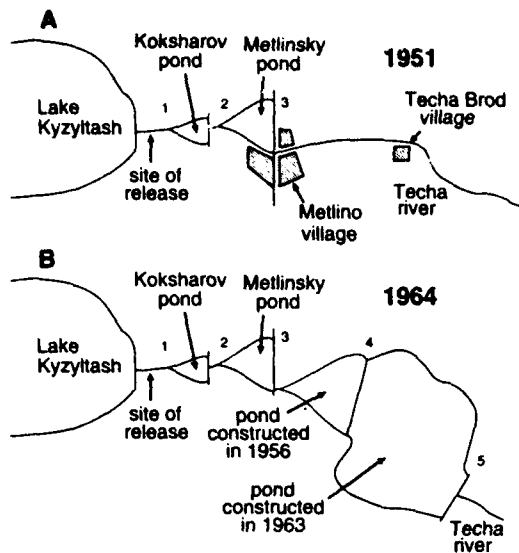 A
Koksharov
pond
Metlinsky
pond
1951
Lake
Kyzyltash
1
2
3
Techa Brod
village
site of
release
Metlino
village
Techa
river
B
Koksharov
pond
Metlinsky
pond
1964
Lake
Kyzyltash
1
2
3
4
site of
release
pond
constructed
in 1956
5
pond
constructed
in 1963
Techa
river